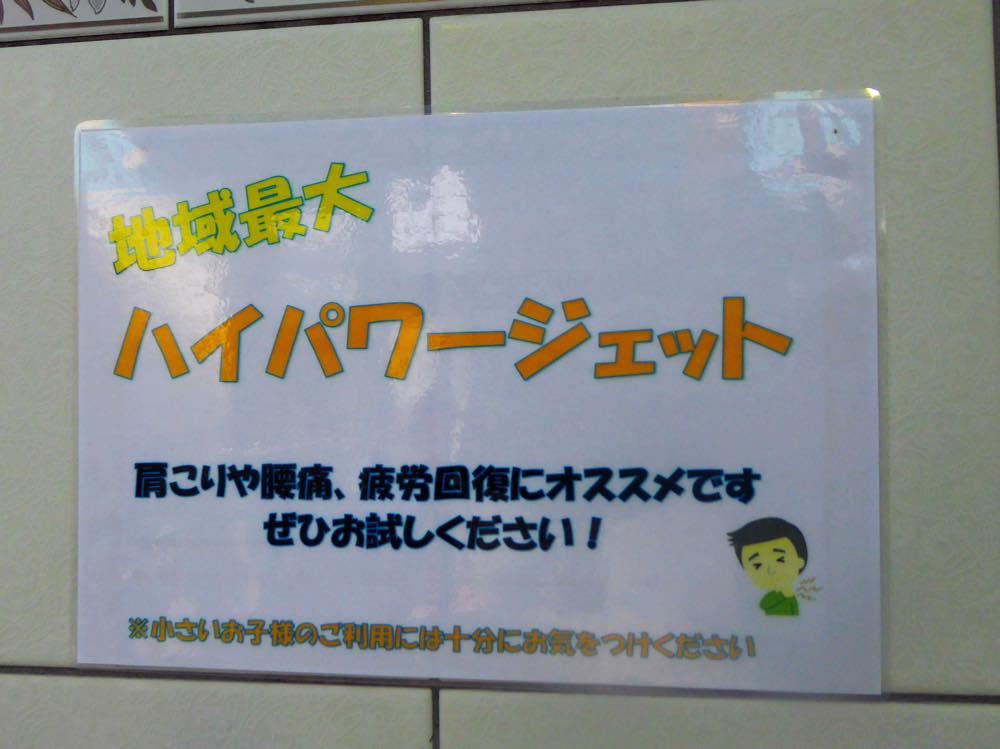 地域最大
ハイパワージェット
肩こりや腰痛、疲労回復にオススメです
ぜひお試しください！
※小さいお子様のご利用には十分にお気をつけください